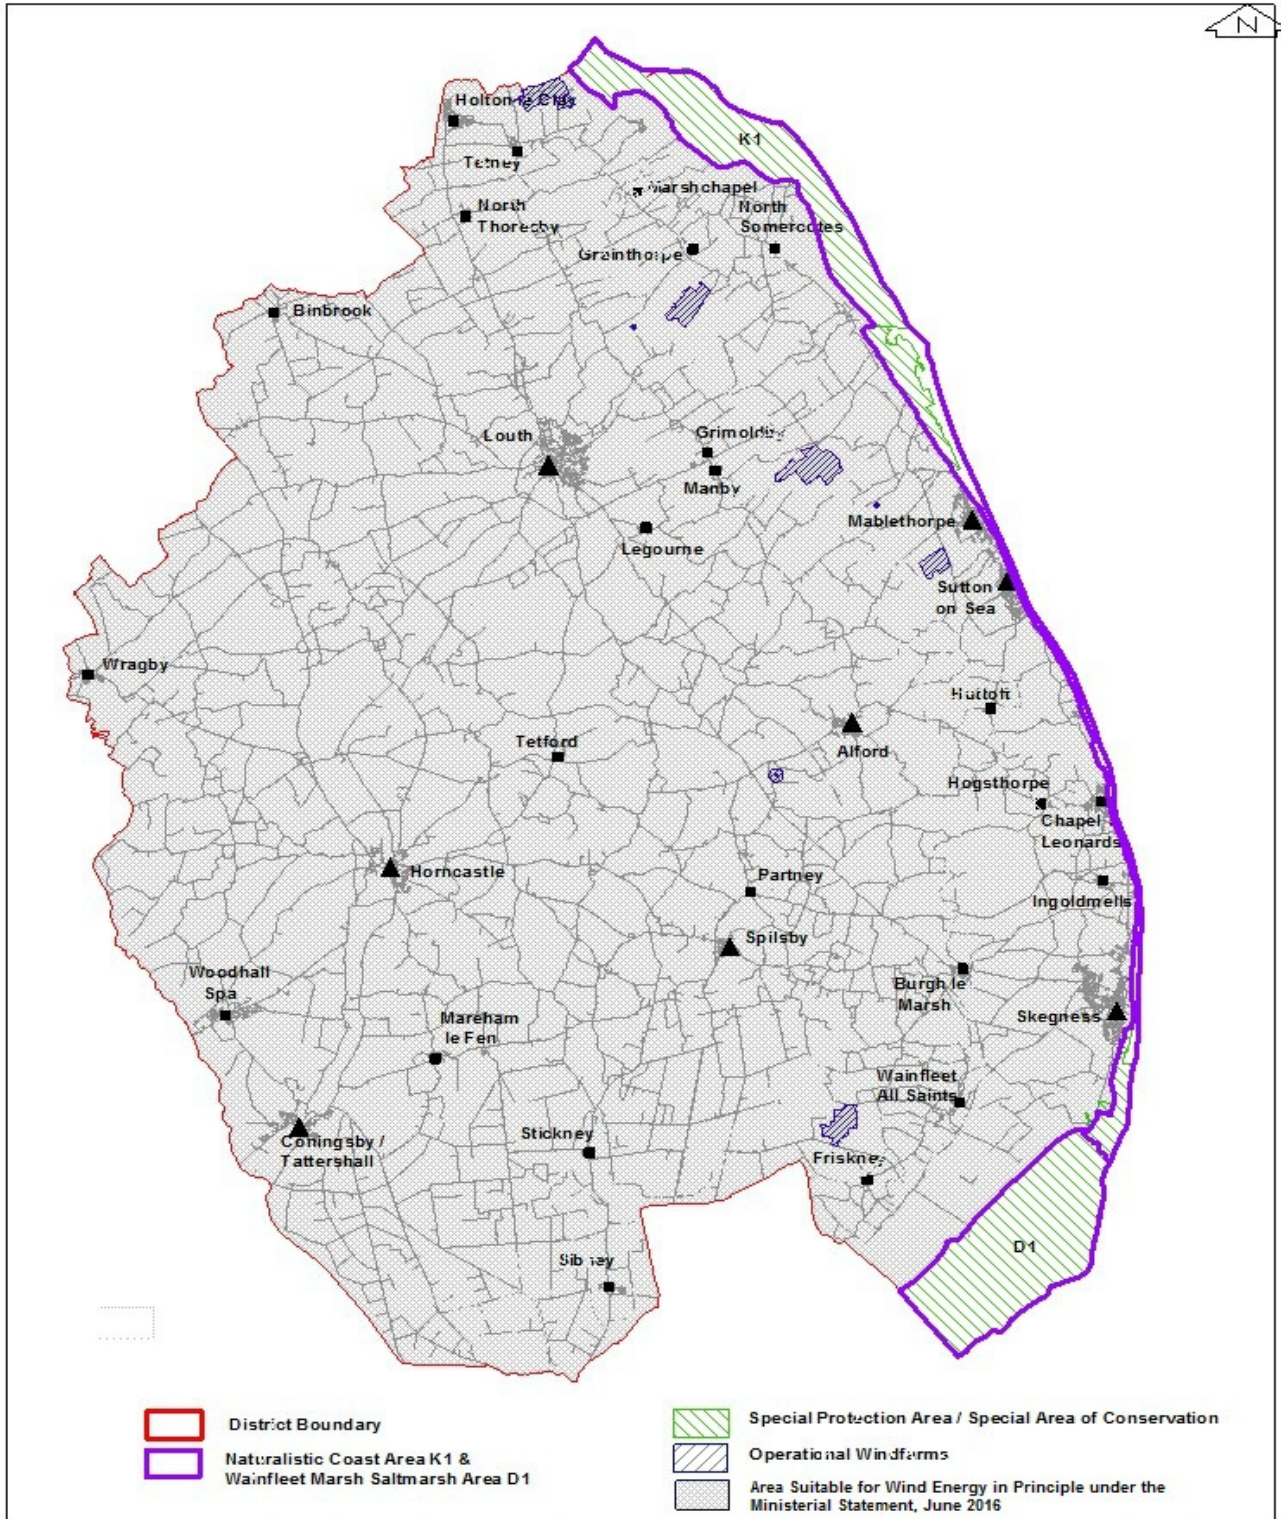 N
K1
Holton le Clay
Tetney
Marshchapel
North
Thoresby
North
Somercotes
Grainthorpe
Binbrook
Louth
Grimoldby
Manby
Mablethorpe
Legourne
Sutton
on Sea
Wragby
Huttoft
Tetford
Alford
Hogsthorpe
Chapel
Leonards
Horncastle
Partney
Ingoldmells
Spilsby
Woodhall
Spa
Burgh le
Marsh
Skegness
Mareham
le Fen
Wainfleet
All Saints
Stickney
Coningsby /
Tattershall
Friskney
D1
Sibsey
District Boundary
Naturalistic Coast Area K1 &
Wainfleet Marsh Saltmarsh Area D1
Special Protection Area / Special Area of Conservation
Operational Windfarms
Area Suitable for Wind Energy in Principle under the
Ministerial Statement, June 2016